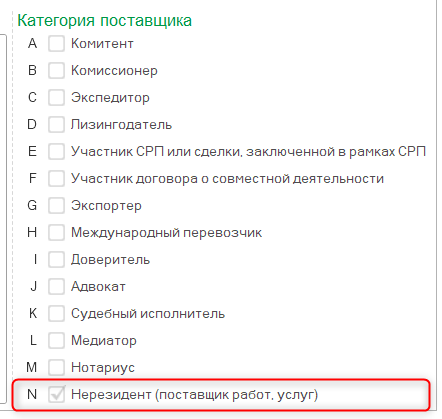 Категория поставщика
A Комитент
B Комиссионер
C Экспедитор
D Лизингодатель
E Участник СРП или сделки, заключенной в рамках СРП
F Участник договора о совместной деятельности
G Экспортер
H Международный перевозчик
I Доверитель
J Адвокат
K Судебный исполнитель
L Медиатор
M Нотариус
N Нерезидент (поставщик работ, услуг)